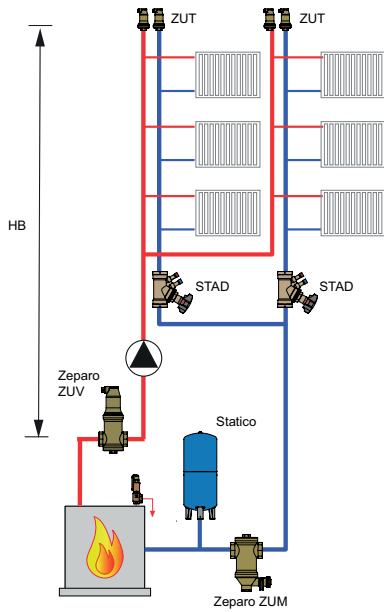 ZUT
ZUT
HB
STAD
STAD
Zeparo
ZUV
Statico
Zeparo ZUM